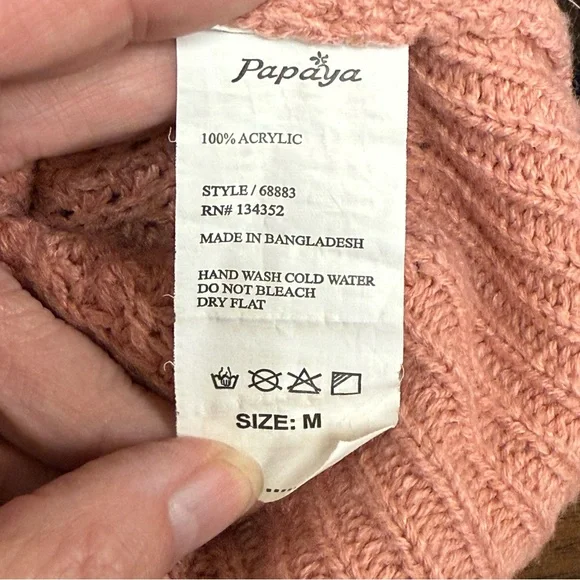 Papaya
100% ACRYLIC
STYLE / 68883
RN# 134352
MADE IN BANGLADESH
HAND WASH COLD WATER
DO NOT BLEACH
DRY FLAT
SIZE: M